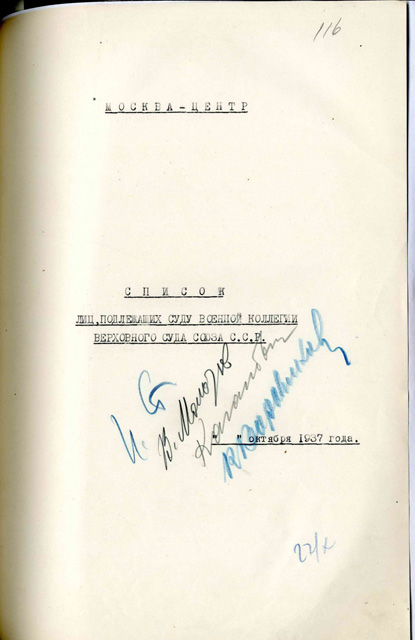 116
МОСКВА-ЦЕНТР
СПИСОК
ЛИЦ, ПОДЛЕЖАЩИХ СУДУ ВОЕННОЙ КОЛЛЕГИИ
ВЕРХОВНОГО СУДА СОЮЗА С.С.Р.
И. Ст
В. Молотов
Каганович
К Ворошилов
" " октября 1937 года.
22/X